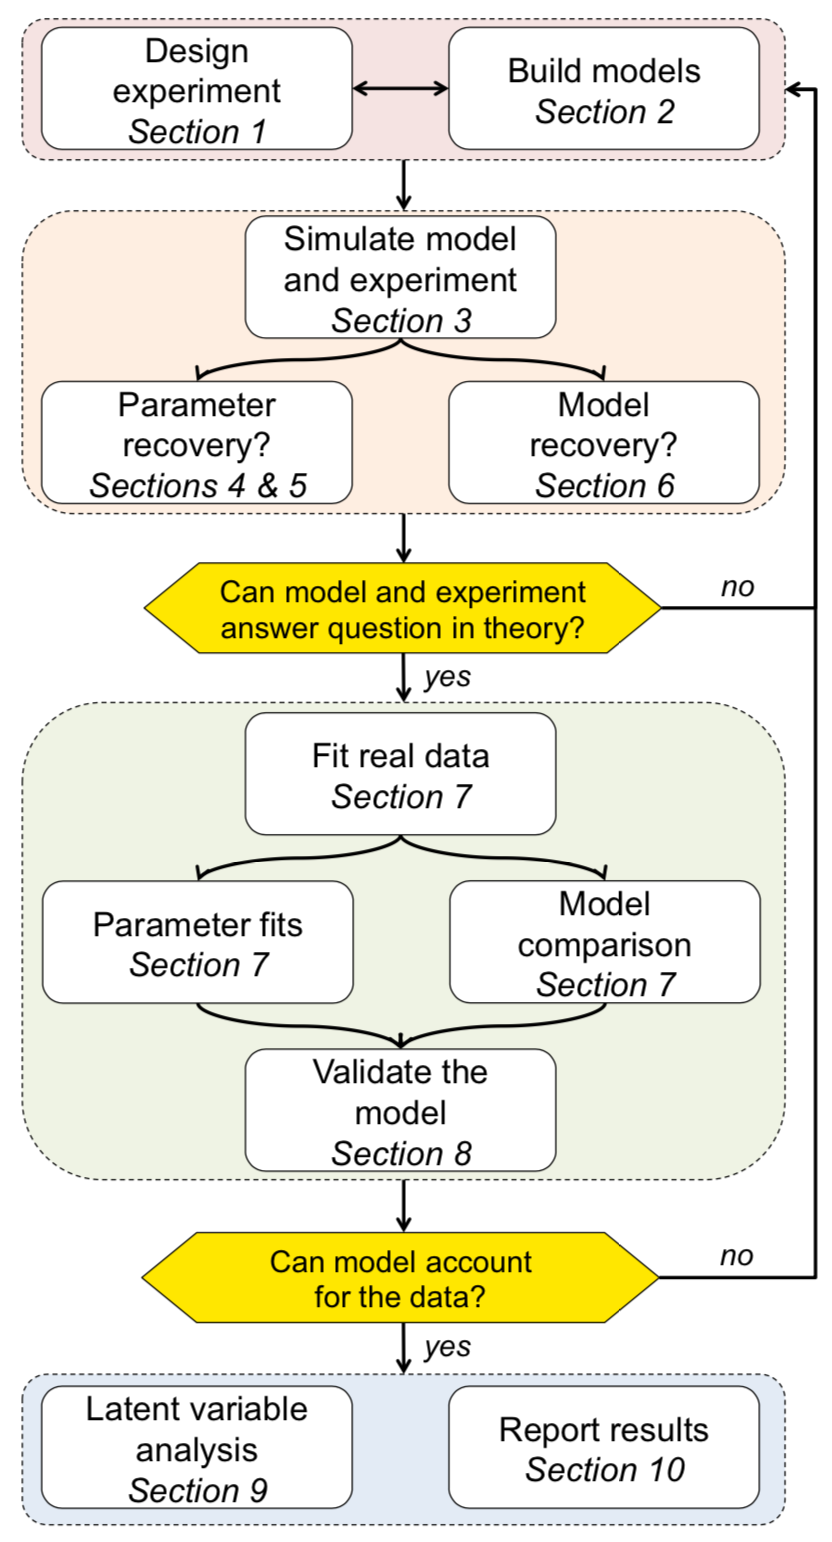 Design
experiment
Section 1
Build models
Section 2
Simulate model
and experiment
Section 3
Parameter
recovery?
Sections 4 & 5
Model
recovery?
Section 6
Can model and experiment
answer question in theory?
no
yes
Fit real data
Section 7
Parameter fits
Section 7
Model
comparison
Section 7
Validate the
model
Section 8
Can model account
for the data?
no
yes
Latent variable
analysis
Section 9
Report results
Section 10